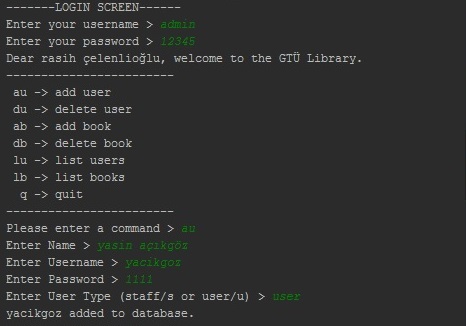 -------LOGIN SCREEN------
Enter your username > admin
Enter your password > 12345
Dear rasih çelenlioğlu, welcome to the GTÜ Library.
------------------------
au -> add user
du -> delete user
ab -> add book
db -> delete book
lu -> list users
lb -> list books
q -> quit
------------------------
Please enter a command > au
Enter Name > yasin açıkgöz
Enter Username > yacikgoz
Enter Password > 1111
Enter User Type (staff/s or user/u) > user
yacikgoz added to database.